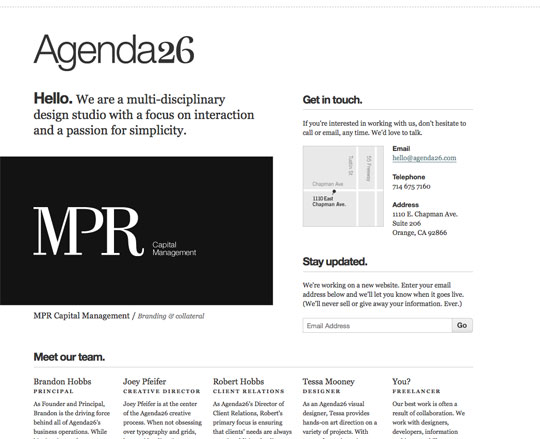 Agenda26
Hello. We are a multi-disciplinary
design studio with a focus on interaction
and a passion for simplicity.
MPR Capital
Management
MPR Capital Management / Branding & collateral
Get in touch.
If you're interested in working with us, don't hesitate to
call or email, any time. We'd love to talk.
Chapman Ave.
Tustin St.
55 Freeway
1110 East
Chapman Ave.
Email
hello@agenda26.com
Telephone
714 675 7160
Address
1110 E. Chapman Ave.
Suite 206
Orange, CA 92866
Stay updated.
We're working on a new website. Enter your email
address below and we'll let you know when it goes live.
(We'll never sell or give away your information. Ever.)
Email Address
Go
Meet our team.
Brandon Hobbs
PRINCIPAL
As Founder and Principal,
Brandon is the driving force
behind all of Agenda26's
business operations. While
Joey Pfeifer
CREATIVE DIRECTOR
Joey Pfeifer is at the center
of the Agenda26 creative
process. When not obsessing
over typography and grids,
Robert Hobbs
CLIENT RELATIONS
As Agenda26's Director of
Client Relations, Robert's
primary focus is ensuring
that clients' needs are always
Tessa Mooney
DESIGNER
As an Agenda26 visual
designer, Tessa provides
hands-on art direction on a
variety of projects. With
You?
FREELANCER
Our best work is often a
result of collaboration. We
work with designers,
developers, information